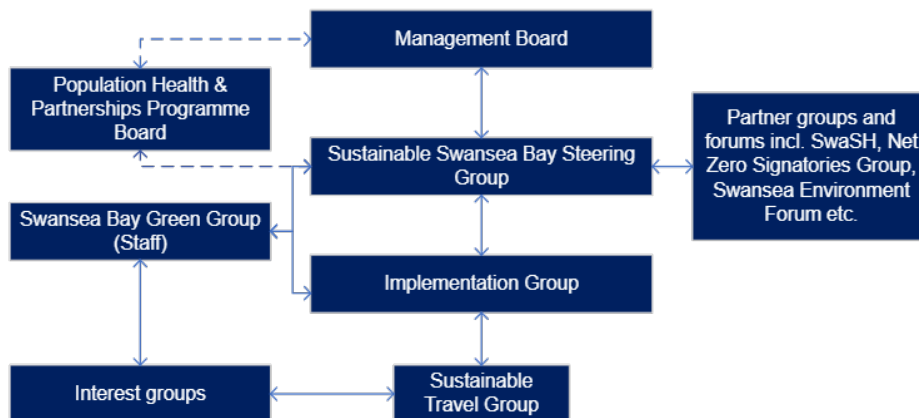 Management Board
Population Health &
Partnerships Programme
Board
Partner groups and
forums incl. SwaSH, Net
Zero Signatories Group,
Swansea Environment
Forum etc.
Sustainable Swansea Bay Steering
Group
Swansea Bay Green Group
(Staff)
Implementation Group
Interest groups
Sustainable
Travel Group